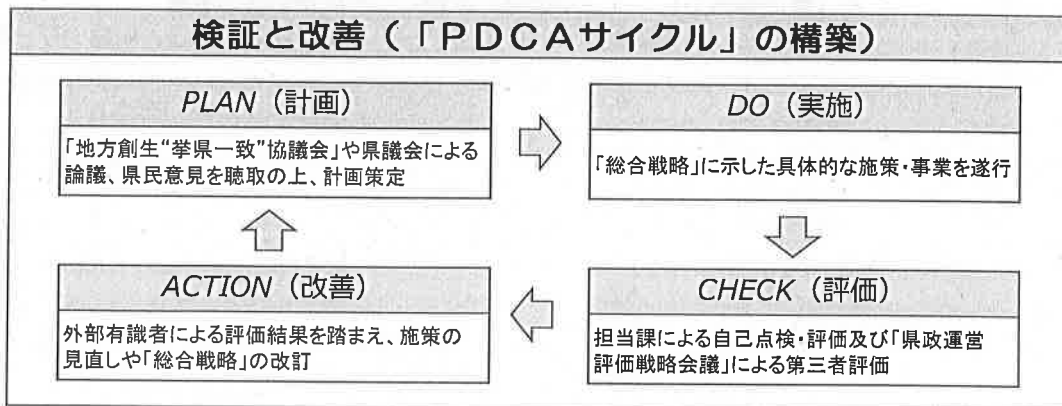 検証と改善(「PDCAサイクル」の構築)
PLAN(計画)
「地方創生“挙県一致”協議会」や県議会による
論議、県民意見を聴取の上、計画策定
DO(実施)
「総合戦略」に示した具体的な施策・事業を遂行
ACTION(改善)
外部有識者による評価結果を踏まえ、施策の
見直しや「総合戦略」の改訂
CHECK(評価)
担当課による自己点検・評価及び「県政運営
評価戦略会議」による第三者評価